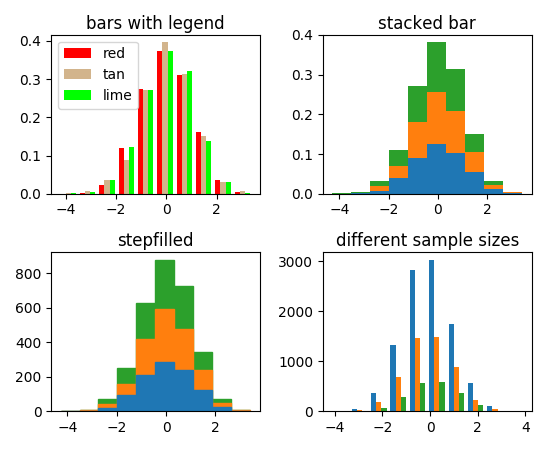 bars with legend
0.4
0.3
0.2
0.1
0.0
red
tan
lime
−4 −2 0 2
stacked bar
0.4
0.3
0.2
0.1
0.0
−4 −2 0 2
stepfilled
800
600
400
200
0
−4 −2 0 2
different sample sizes
3000
2000
1000
0
−4 −2 0 2 4